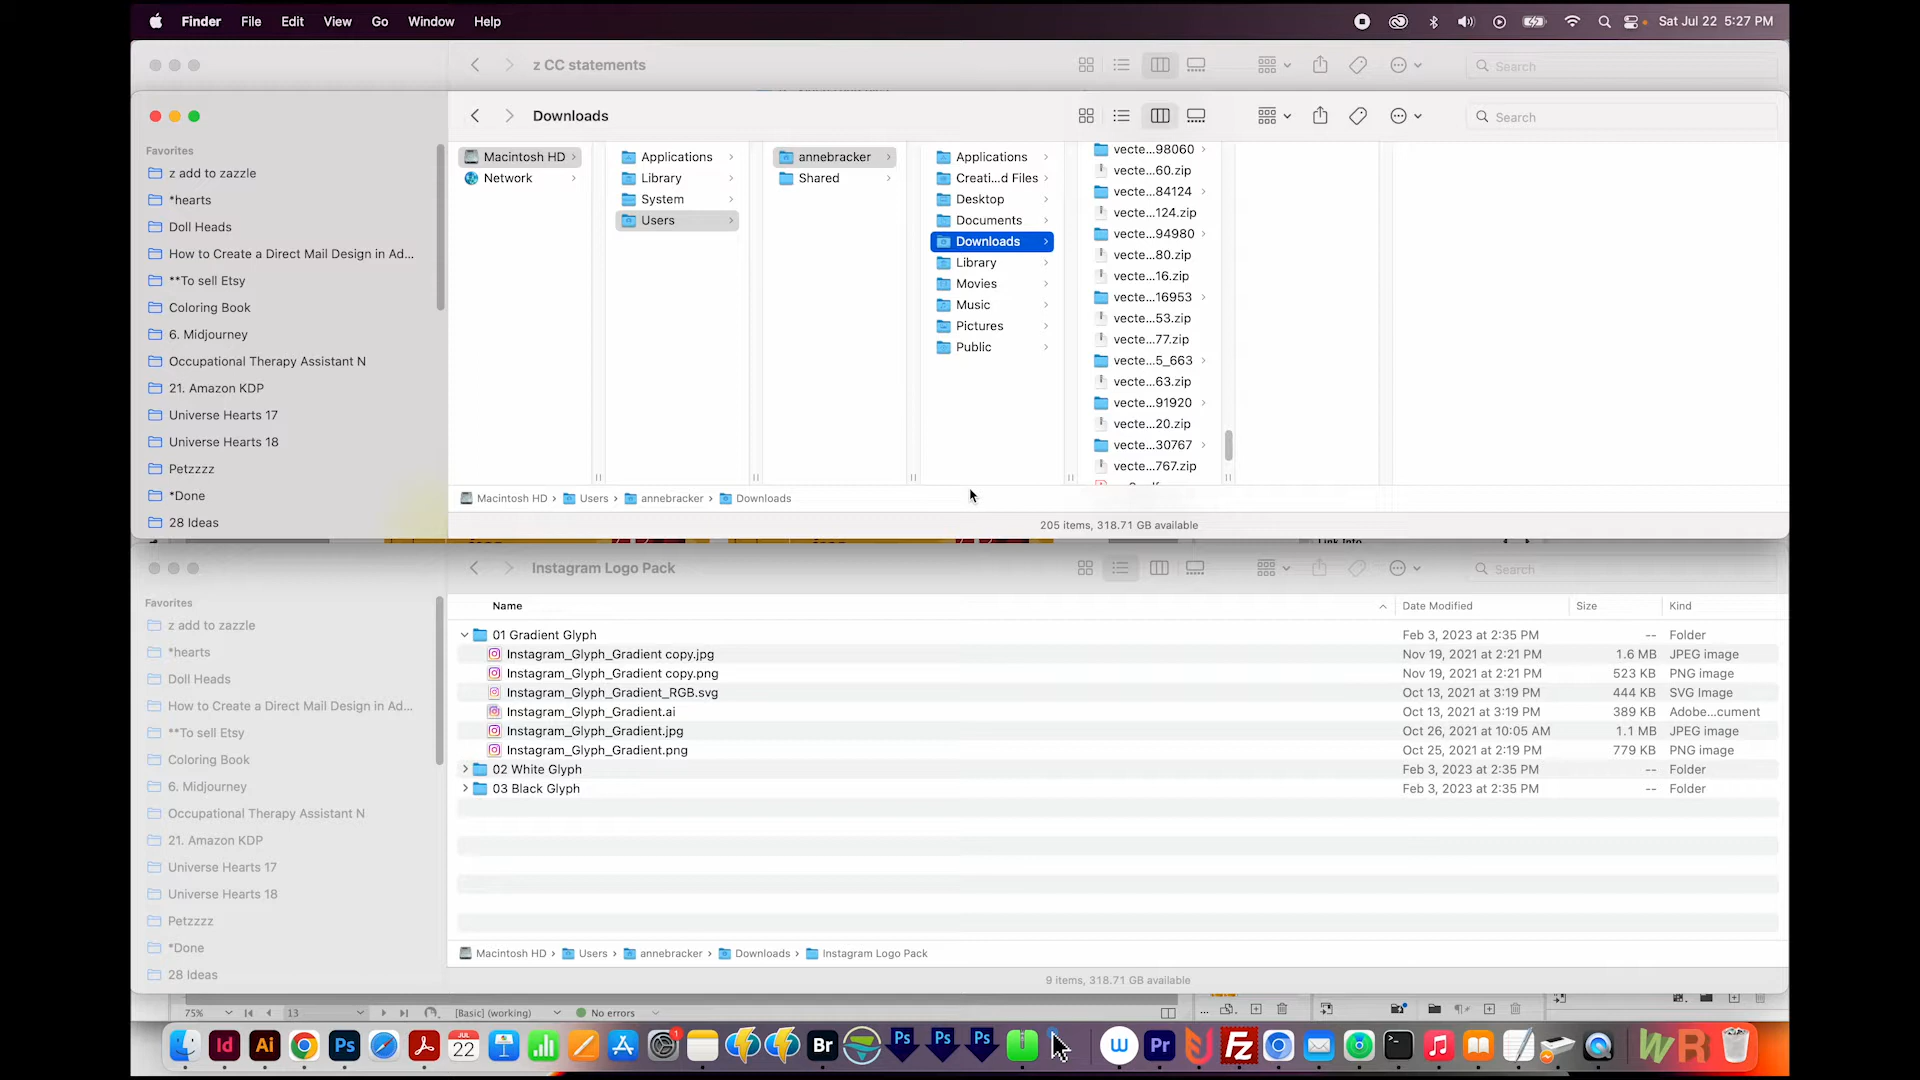 Finder File Edit View Go Window Help Sat Jul 22 5:27 PM
z CC statements Search
Downloads Search
Favorites
z add to zazzle
*hearts
Doll Heads
How to Create a Direct Mail Design in Ad...
**To sell Etsy
Coloring Book
6. Midjourney
Occupational Therapy Assistant N
21. Amazon KDP
Universe Hearts 17
Universe Hearts 18
Petzzzz
*Done
28 Ideas
Macintosh HD
Network
Applications
Library
System
Users
annebracker
Shared
Applications
Creati...d Files
Desktop
Documents
Downloads
Library
Movies
Music
Pictures
Public
vecte...98060
vecte...60.zip
vecte...84124
vecte...124.zip
vecte...94980
vecte...80.zip
vecte...16.zip
vecte...16953
vecte...53.zip
vecte...77.zip
vecte...5_663
vecte...63.zip
vecte...91920
vecte...20.zip
vecte...30767
vecte...767.zip
Macintosh HD › Users › annebracker › Downloads
205 items, 318.71 GB available
Link Info
Instagram Logo Pack Search
Favorites
z add to zazzle
*hearts
Doll Heads
How to Create a Direct Mail Design in Ad...
**To sell Etsy
Coloring Book
6. Midjourney
Occupational Therapy Assistant N
21. Amazon KDP
Universe Hearts 17
Universe Hearts 18
Petzzzz
*Done
28 Ideas
Name Date Modified Size Kind
01 Gradient Glyph Feb 3, 2023 at 2:35 PM -- Folder
Instagram_Glyph_Gradient copy.jpg Nov 19, 2021 at 2:21 PM 1.6 MB JPEG image
Instagram_Glyph_Gradient copy.png Nov 19, 2021 at 2:21 PM 523 KB PNG image
Instagram_Glyph_Gradient_RGB.svg Oct 13, 2021 at 3:19 PM 444 KB SVG Image
Instagram_Glyph_Gradient.ai Oct 13, 2021 at 3:19 PM 389 KB Adobe...cument
Instagram_Glyph_Gradient.jpg Oct 26, 2021 at 10:05 AM 1.1 MB JPEG image
Instagram_Glyph_Gradient.png Oct 25, 2021 at 2:19 PM 779 KB PNG image
02 White Glyph Feb 3, 2023 at 2:35 PM -- Folder
03 Black Glyph Feb 3, 2023 at 2:35 PM -- Folder
Macintosh HD › Users › annebracker › Downloads › Instagram Logo Pack
9 items, 318.71 GB available
75% 13 [Basic] (working) No errors
Id Ai Ps JUL 22 1 Br Ps Ps Ps W Pr Fz WR